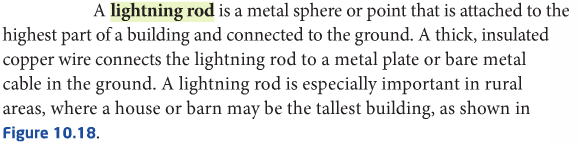 A lightning rod is a metal sphere or point that is attached to the
highest part of a building and connected to the ground. A thick, insulated
copper wire connects the lightning rod to a metal plate or bare metal
cable in the ground. A lightning rod is especially important in rural
areas, where a house or barn may be the tallest building, as shown in
Figure 10.18.